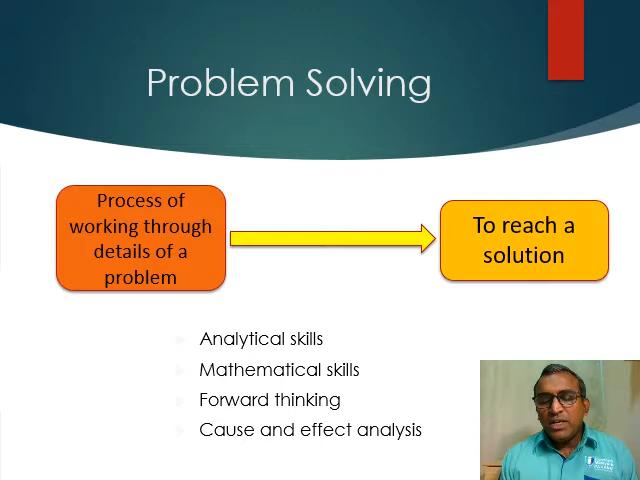 Problem Solving
Process of
working through
details of a
problem
To reach a
solution
Analytical skills
Mathematical skills
Forward thinking
Cause and effect analysis